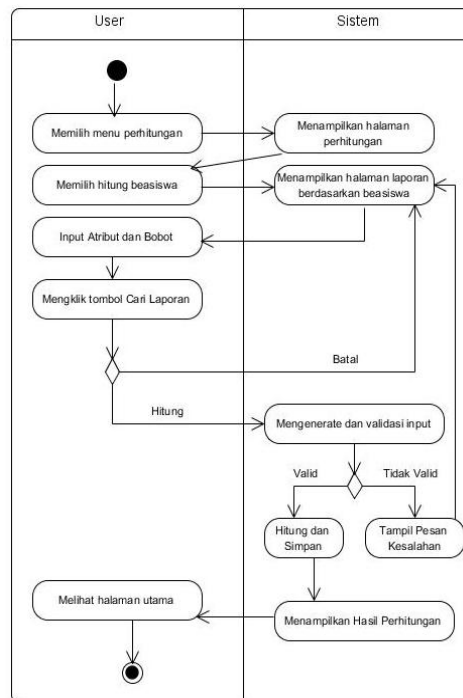 User
Sistem
Memilih menu perhitungan
Menampilkan halaman
perhitungan
Memilih hitung beasiswa
Menampilkan halaman laporan
berdasarkan beasiswa
Input Atribut dan Bobot
Mengklik tombol Cari Laporan
Batal
Hitung
Mengenerate dan validasi input
Valid
Tidak Valid
Hitung dan
Simpan
Tampil Pesan
Kesalahan
Melihat halaman utama
Menampilkan Hasil Perhitungan